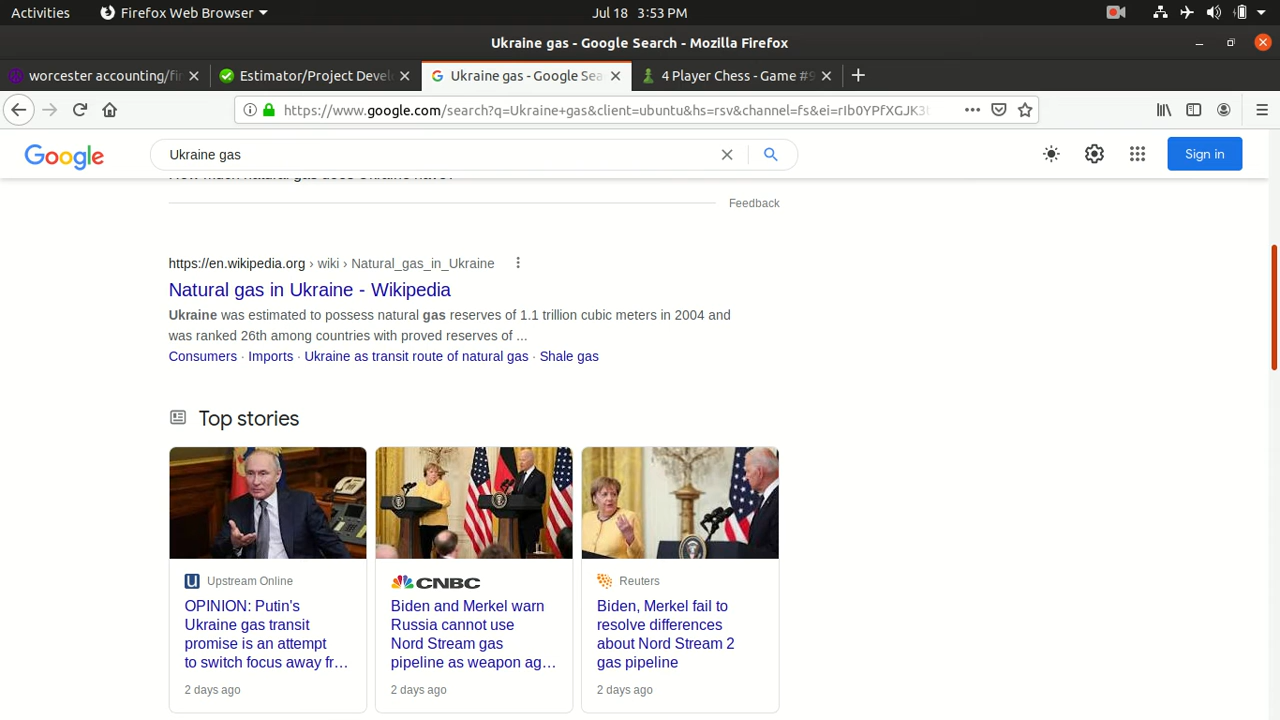 Activities
Firefox Web Browser
Jul 18 3:53 PM
Ukraine gas - Google Search - Mozilla Firefox
worcester accounting/fi
Estimator/Project Devel
Ukraine gas - Google Sea
4 Player Chess - Game #9
https://www.google.com/search?q=Ukraine+gas&client=ubuntu&hs=rsv&channel=fs&ei=rIb0YPfXGJK3
Google
Ukraine gas
Sign in
How much natural gas does Ukraine have?
Feedback
https://en.wikipedia.org › wiki › Natural_gas_in_Ukraine
Natural gas in Ukraine - Wikipedia
Ukraine was estimated to possess natural gas reserves of 1.1 trillion cubic meters in 2004 and
was ranked 26th among countries with proved reserves of ...
Consumers · Imports · Ukraine as transit route of natural gas · Shale gas
Top stories
Upstream Online
OPINION: Putin's
Ukraine gas transit
promise is an attempt
to switch focus away fr...
2 days ago
CNBC
Biden and Merkel warn
Russia cannot use
Nord Stream gas
pipeline as weapon ag...
2 days ago
Reuters
Biden, Merkel fail to
resolve differences
about Nord Stream 2
gas pipeline
2 days ago